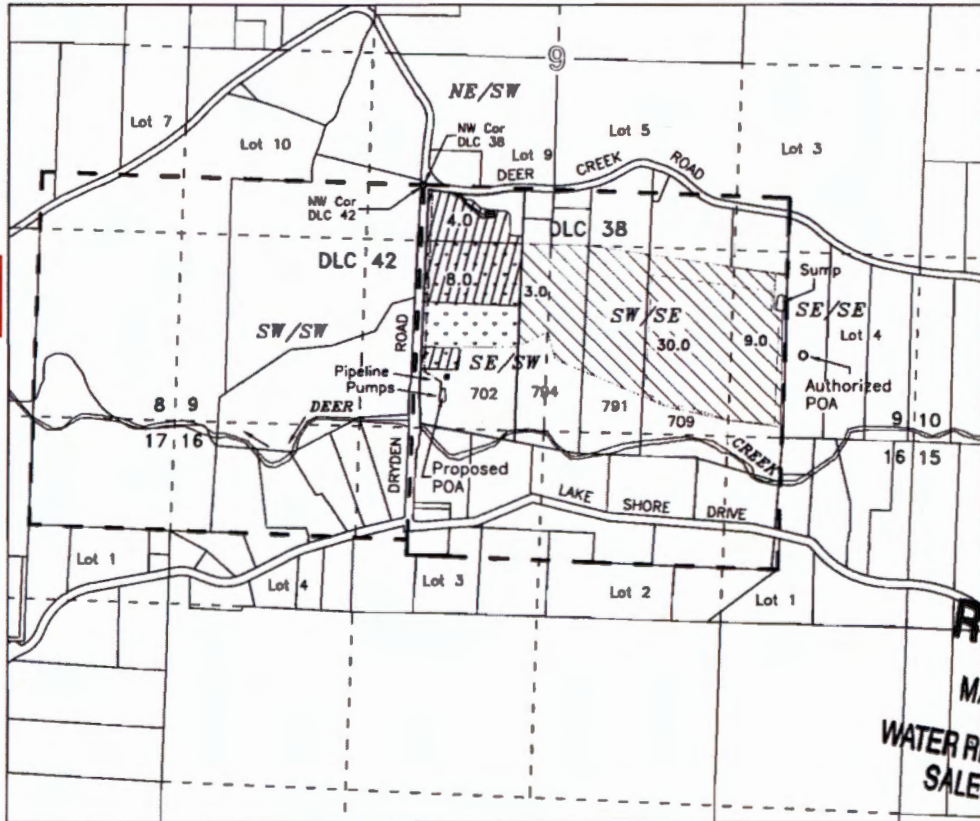 9
NE/SW
Lot 7
NW Cor
DLC 38
Lot 5
Lot 10
Lot 9
DEER CREEK ROAD
Lot 3
NW Cor
DLC 42
4.0
DLC 38
DLC 42
8.0
3.0
SW/SE
Sump
SE/SE
SW/SW
ROAD
30.0
9.0
Lot 4
SE/SW
Pipeline
Pumps
702
794
791
709
Authorized
POA
DEER
CREEK
8 9
17 16
9 10
16 15
DRYDEN
Proposed
POA
LAKE SHORE DRIVE
Lot 1
Lot 4
Lot 3
Lot 2
Lot 1
WATER
SALE